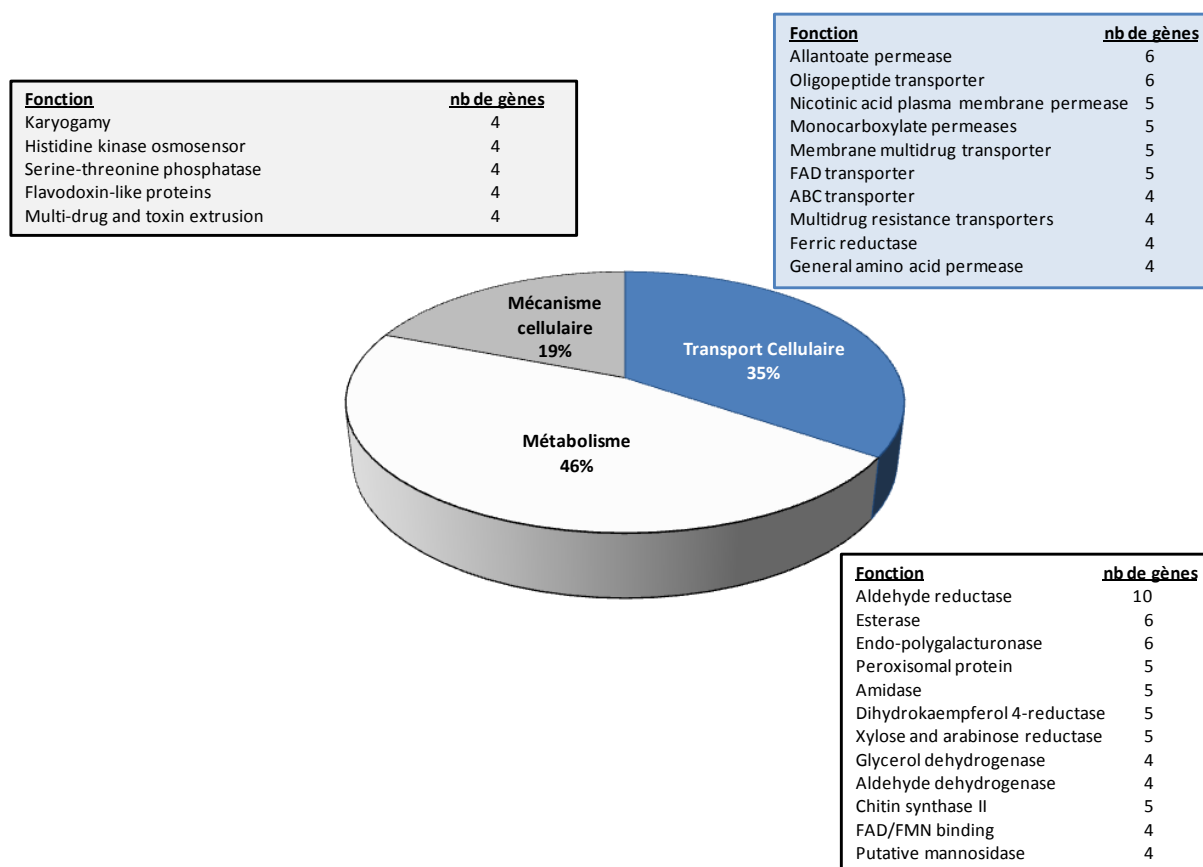 Fonction nb de gènes
Allantoate permease 6
Oligopeptide transporter 6
Nicotinic acid plasma membrane permease 5
Monocarboxylate permeases 5
Membrane multidrug transporter 5
FAD transporter 5
ABC transporter 4
Multidrug resistance transporters 4
Ferric reductase 4
General amino acid permease 4
Fonction nb de gènes
Karyogamy 4
Histidine kinase osmosensor 4
Serine-threonine phosphatase 4
Flavodoxin-like proteins 4
Multi-drug and toxin extrusion 4
Mécanisme
cellulaire
19%
Transport Cellulaire
35%
Métabolisme
46%
Fonction nb de gènes
Aldehyde reductase 10
Esterase 6
Endo-polygalacturonase 6
Peroxisomal protein 5
Amidase 5
Dihydrokaempferol 4-reductase 5
Xylose and arabinose reductase 5
Glycerol dehydrogenase 4
Aldehyde dehydrogenase 4
Chitin synthase II 5
FAD/FMN binding 4
Putative mannosidase 4